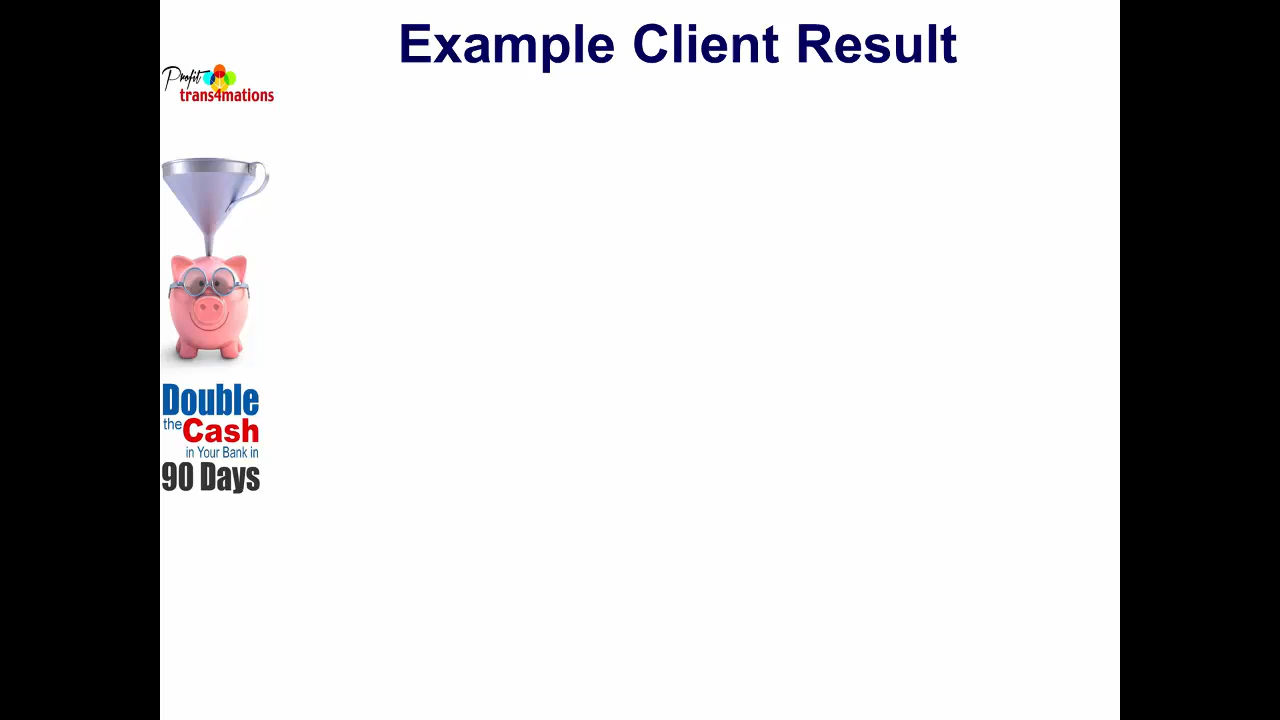 Example Client Result
Profit
trans4mations
Double
the Cash
in Your Bank in
90 Days